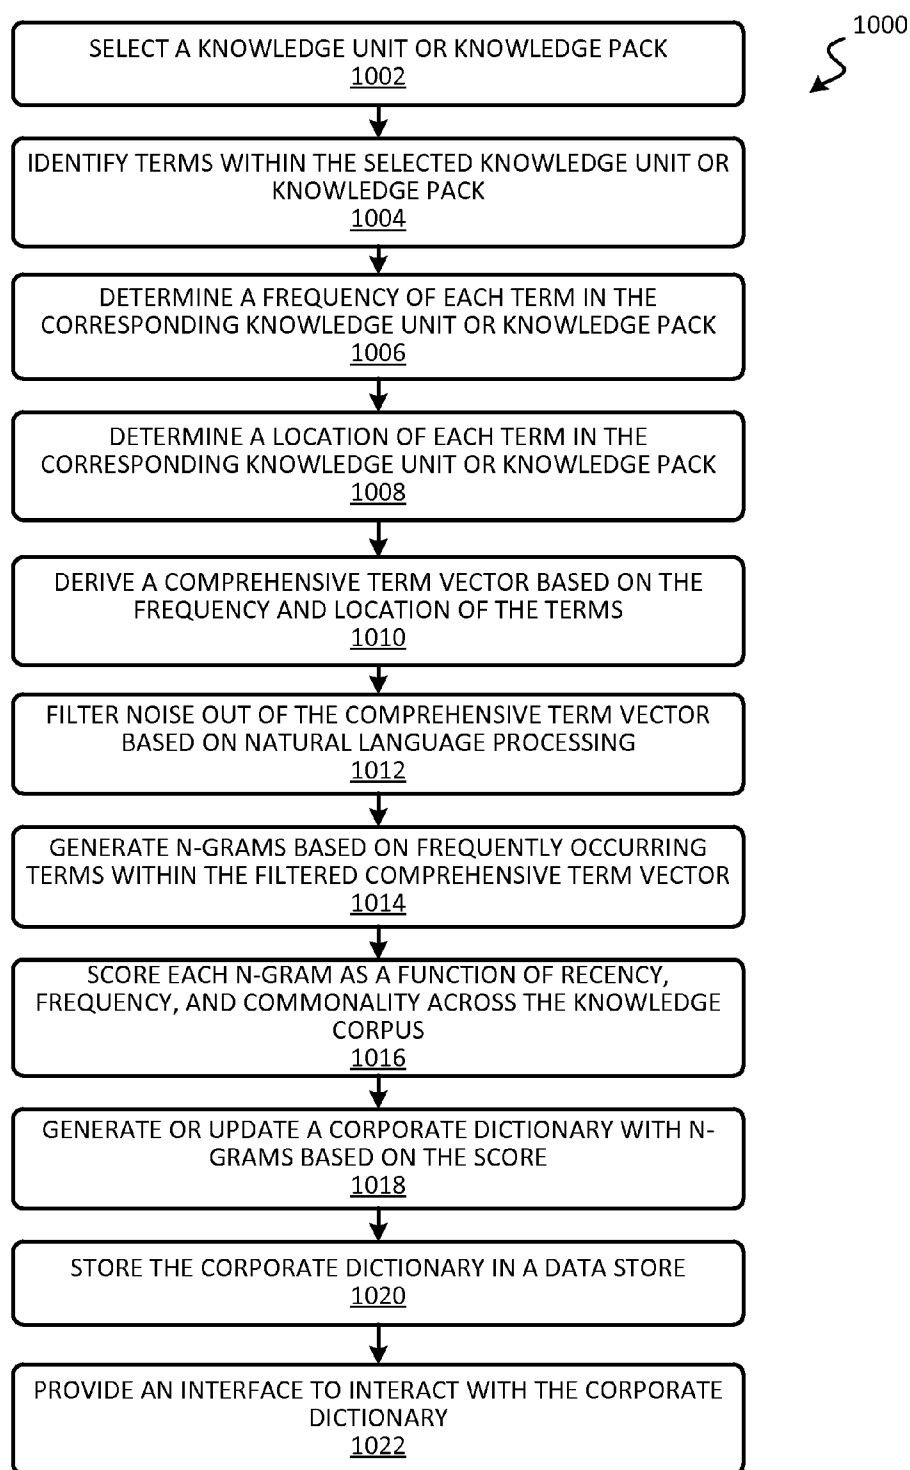 1000
SELECT A KNOWLEDGE UNIT OR KNOWLEDGE PACK
1002
IDENTIFY TERMS WITHIN THE SELECTED KNOWLEDGE UNIT OR
KNOWLEDGE PACK
1004
DETERMINE A FREQUENCY OF EACH TERM IN THE
CORRESPONDING KNOWLEDGE UNIT OR KNOWLEDGE PACK
1006
DETERMINE A LOCATION OF EACH TERM IN THE
CORRESPONDING KNOWLEDGE UNIT OR KNOWLEDGE PACK
1008
DERIVE A COMPREHENSIVE TERM VECTOR BASED ON THE
FREQUENCY AND LOCATION OF THE TERMS
1010
FILTER NOISE OUT OF THE COMPREHENSIVE TERM VECTOR
BASED ON NATURAL LANGUAGE PROCESSING
1012
GENERATE N-GRAMS BASED ON FREQUENTLY OCCURRING
TERMS WITHIN THE FILTERED COMPREHENSIVE TERM VECTOR
1014
SCORE EACH N-GRAM AS A FUNCTION OF RECENCY,
FREQUENCY, AND COMMONALITY ACROSS THE KNOWLEDGE
CORPUS
1016
GENERATE OR UPDATE A CORPORATE DICTIONARY WITH N-
GRAMS BASED ON THE SCORE
1018
STORE THE CORPORATE DICTIONARY IN A DATA STORE
1020
PROVIDE AN INTERFACE TO INTERACT WITH THE CORPORATE
DICTIONARY
1022